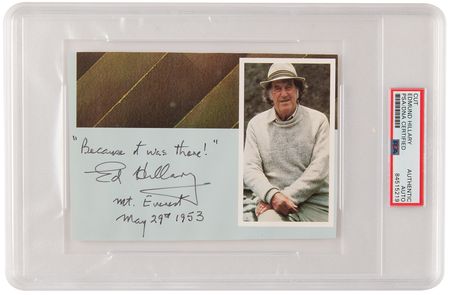 "Because it was there!"
Ed Hillary
Mt. Everest
May 29th 1953
CUT
EDMUND HILLARY
PSA/DNA CERTIFIED
AUTHENTIC
AUTO
84515219